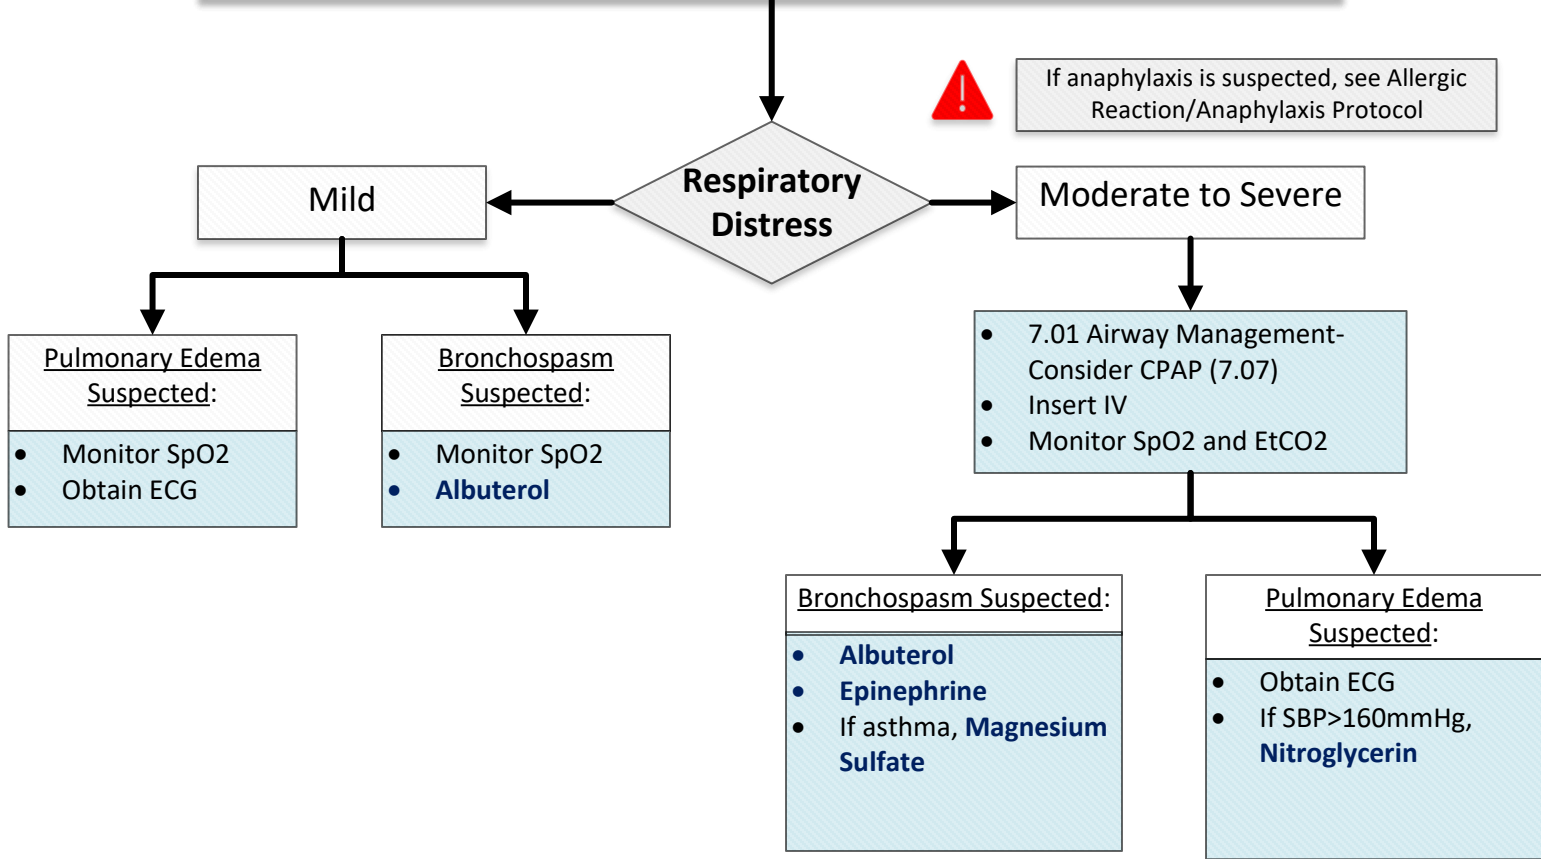 If anaphylaxis is suspected, see Allergic
Reaction/Anaphylaxis Protocol
Respiratory
Distress
Mild
Moderate to Severe
Pulmonary Edema
Suspected:
• Monitor SpO2
• Obtain ECG
Bronchospasm
Suspected:
• Monitor SpO2
• Albuterol
• 7.01 Airway Management-
Consider CPAP (7.07)
• Insert IV
• Monitor SpO2 and EtCO2
Bronchospasm Suspected:
• Albuterol
• Epinephrine
• If asthma, Magnesium
Sulfate
Pulmonary Edema
Suspected:
• Obtain ECG
• If SBP>160mmHg,
Nitroglycerin